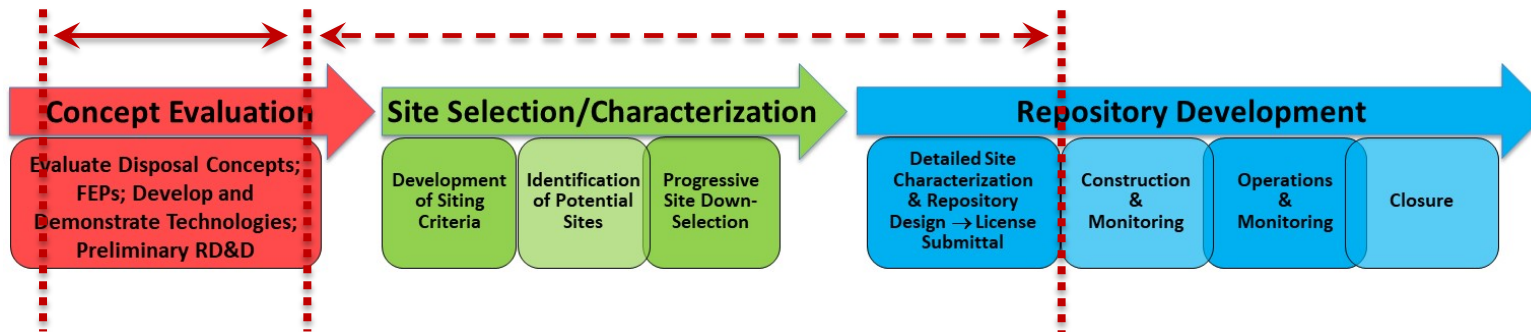 Concept Evaluation
Site Selection/Characterization
Repository Development
Evaluate Disposal Concepts;
FEPs; Develop and
Demonstrate Technologies;
Preliminary RD&D
Development
of Siting
Criteria
Identification
of Potential
Sites
Progressive
Site Down-
Selection
Detailed Site
Characterization
& Repository
Design → License
Submittal
Construction
&
Monitoring
Operations
&
Monitoring
Closure